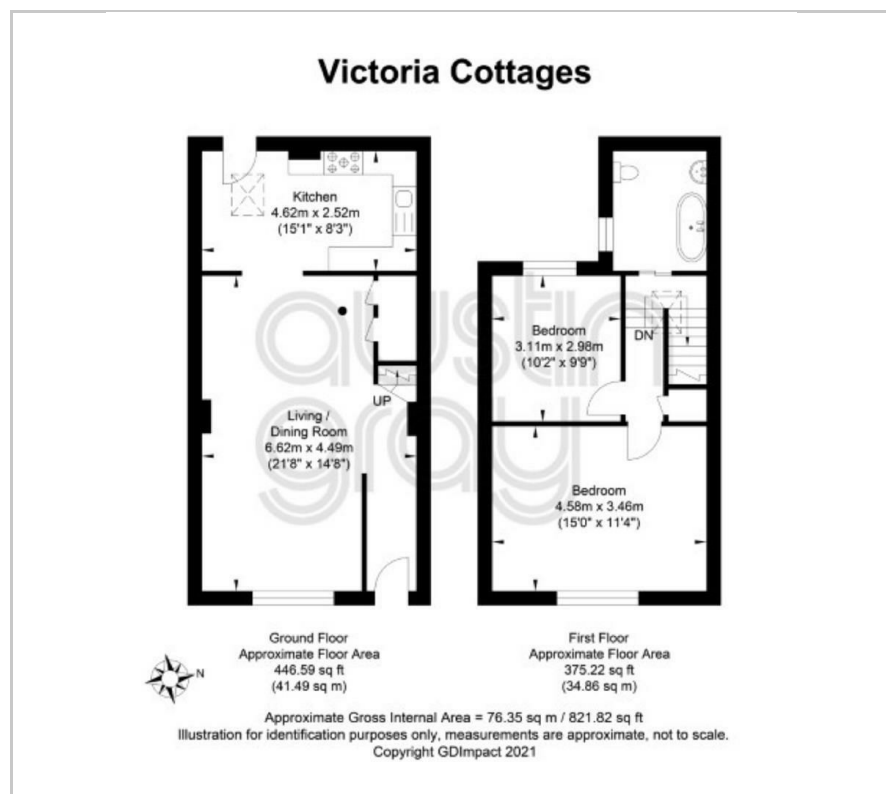 Victoria Cottages
Kitchen
4.62m x 2.52m
(15'1" x 8'3")
UP
Living /
Dining Room
6.62m x 4.49m
(21'8" x 14'8")
Bedroom
3.11m x 2.98m
(10'2" x 9'9")
DN
Bedroom
4.58m x 3.46m
(15'0" x 11'4")
austin
gray
Ground Floor
Approximate Floor Area
446.59 sq ft
(41.49 sq m)
First Floor
Approximate Floor Area
375.22 sq ft
(34.86 sq m)
N
Approximate Gross Internal Area = 76.35 sq m / 821.82 sq ft
Illustration for identification purposes only, measurements are approximate, not to scale.
Copyright GDImpact 2021